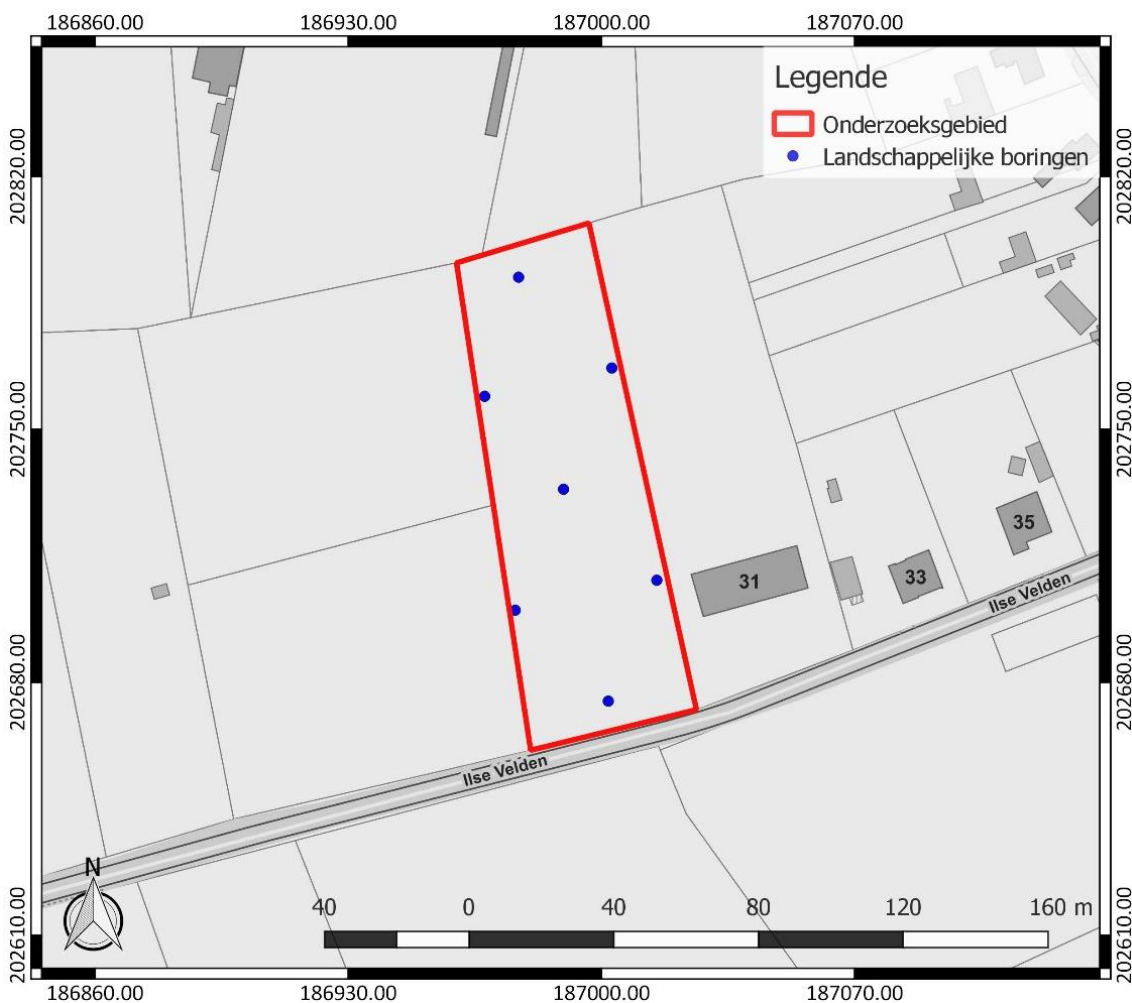 186860.00 186930.00 187000.00 187070.00
Legende
Onderzoeksgebied
Landschappelijke boringen
202820.00 202820.00
202750.00 202750.00
35
31 33
Ilse Velden
202680.00 202680.00
Ilse Velden
N
40 0 40 80 120 160 m
202610.00 202610.00
186860.00 186930.00 187000.00 187070.00